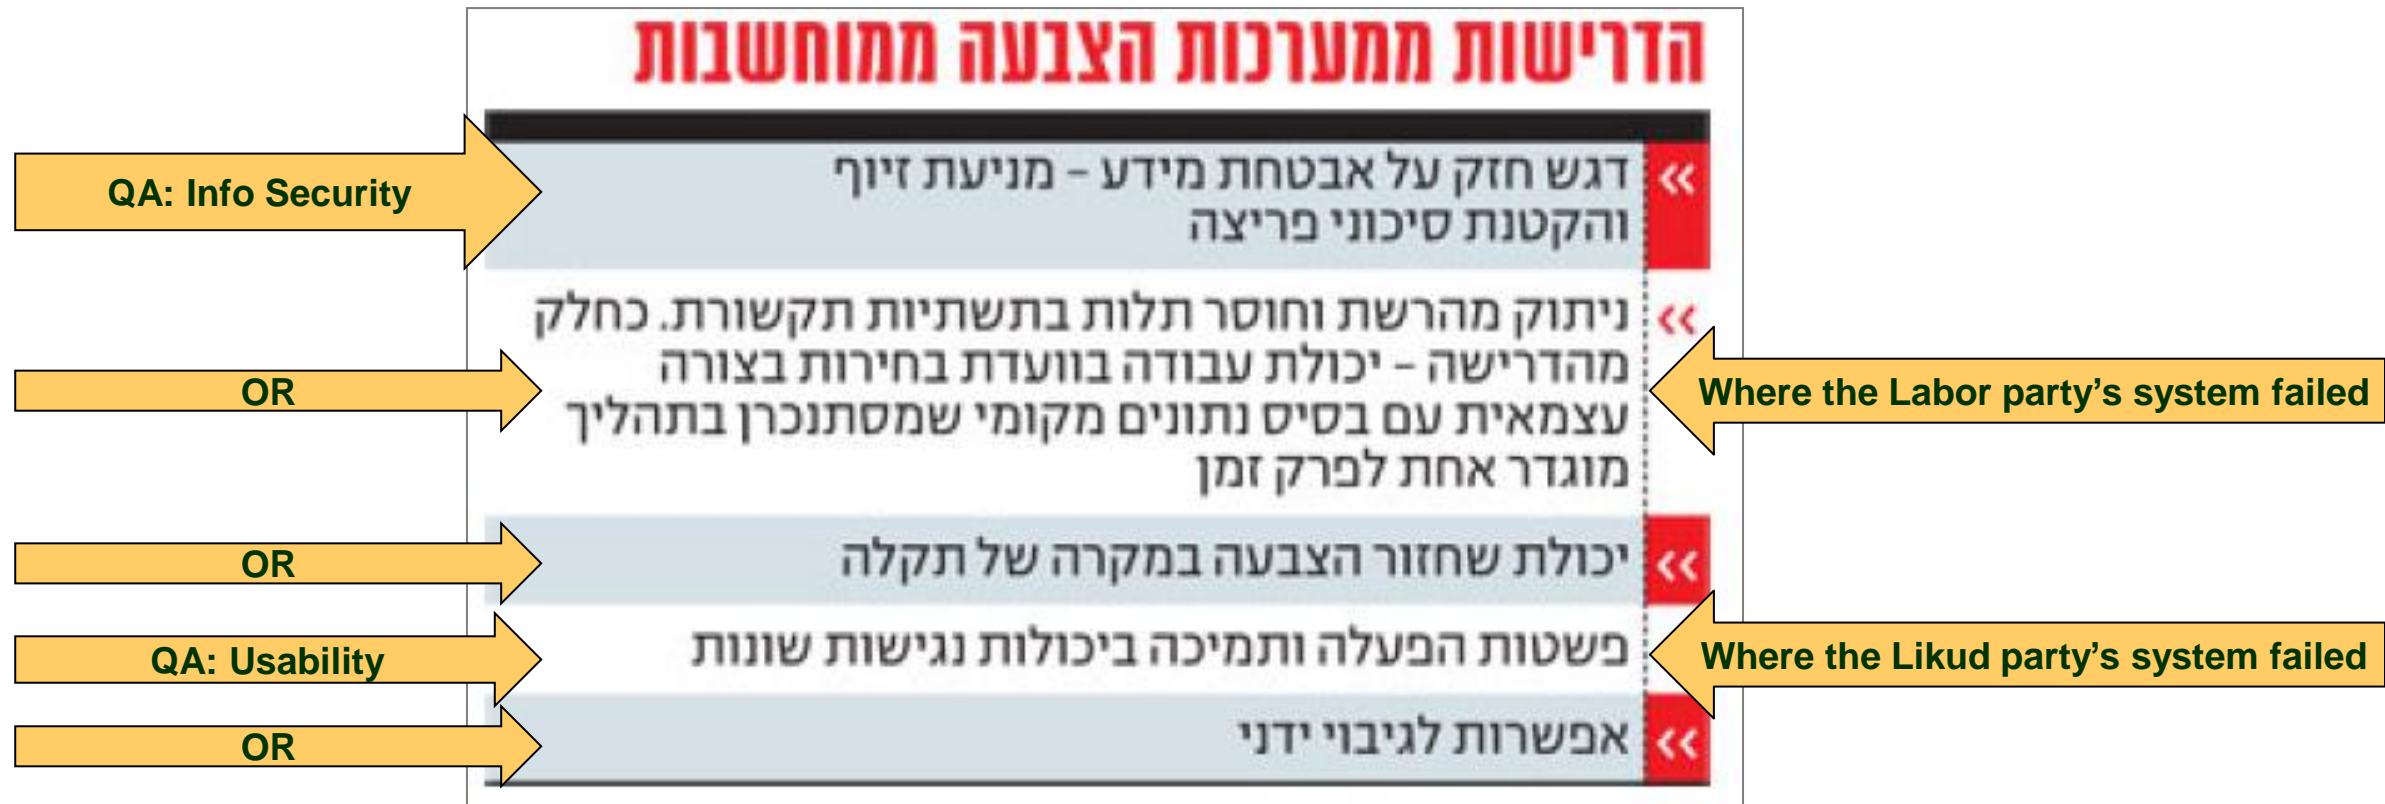 הדרישות ממערכות הצבעה ממוחשבות
QA: Info Security
דגש חזק על אבטחת מידע – מניעת זיוף
והקטנת סיכוני פריצה
OR
ניתוק מהרשת וחוסר תלות בתשתיות תקשורת. כחלק
מהדרישה – יכולת עבודה בוועדת בחירות בצורה
עצמאית עם בסיס נתונים מקומי שמסתנכרן בתהליך
מוגדר אחת לפרק זמן
Where the Labor party's system failed
OR
יכולת שחזור הצבעה במקרה של תקלה
QA: Usability
פשטות הפעלה ותמיכה ביכולות נגישות שונות
Where the Likud party's system failed
OR
אפשרות לגיבוי ידני